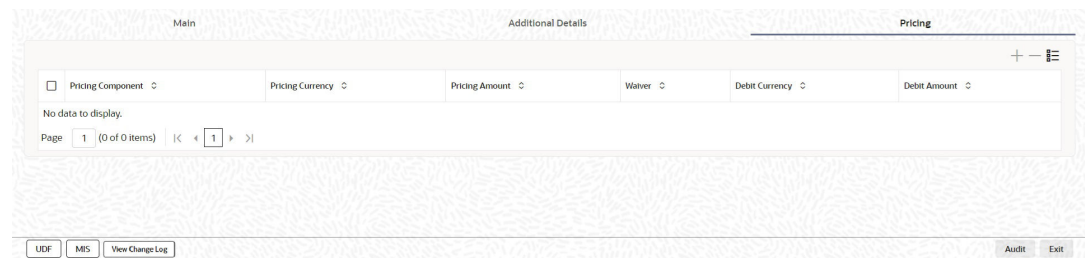 Main Additional Details Pricing
Pricing Component Pricing Currency Pricing Amount Waiver Debit Currency Debit Amount
No data to display.
Page 1 (0 of 0 items) 1
UDF MIS View Change Log Audit Exit